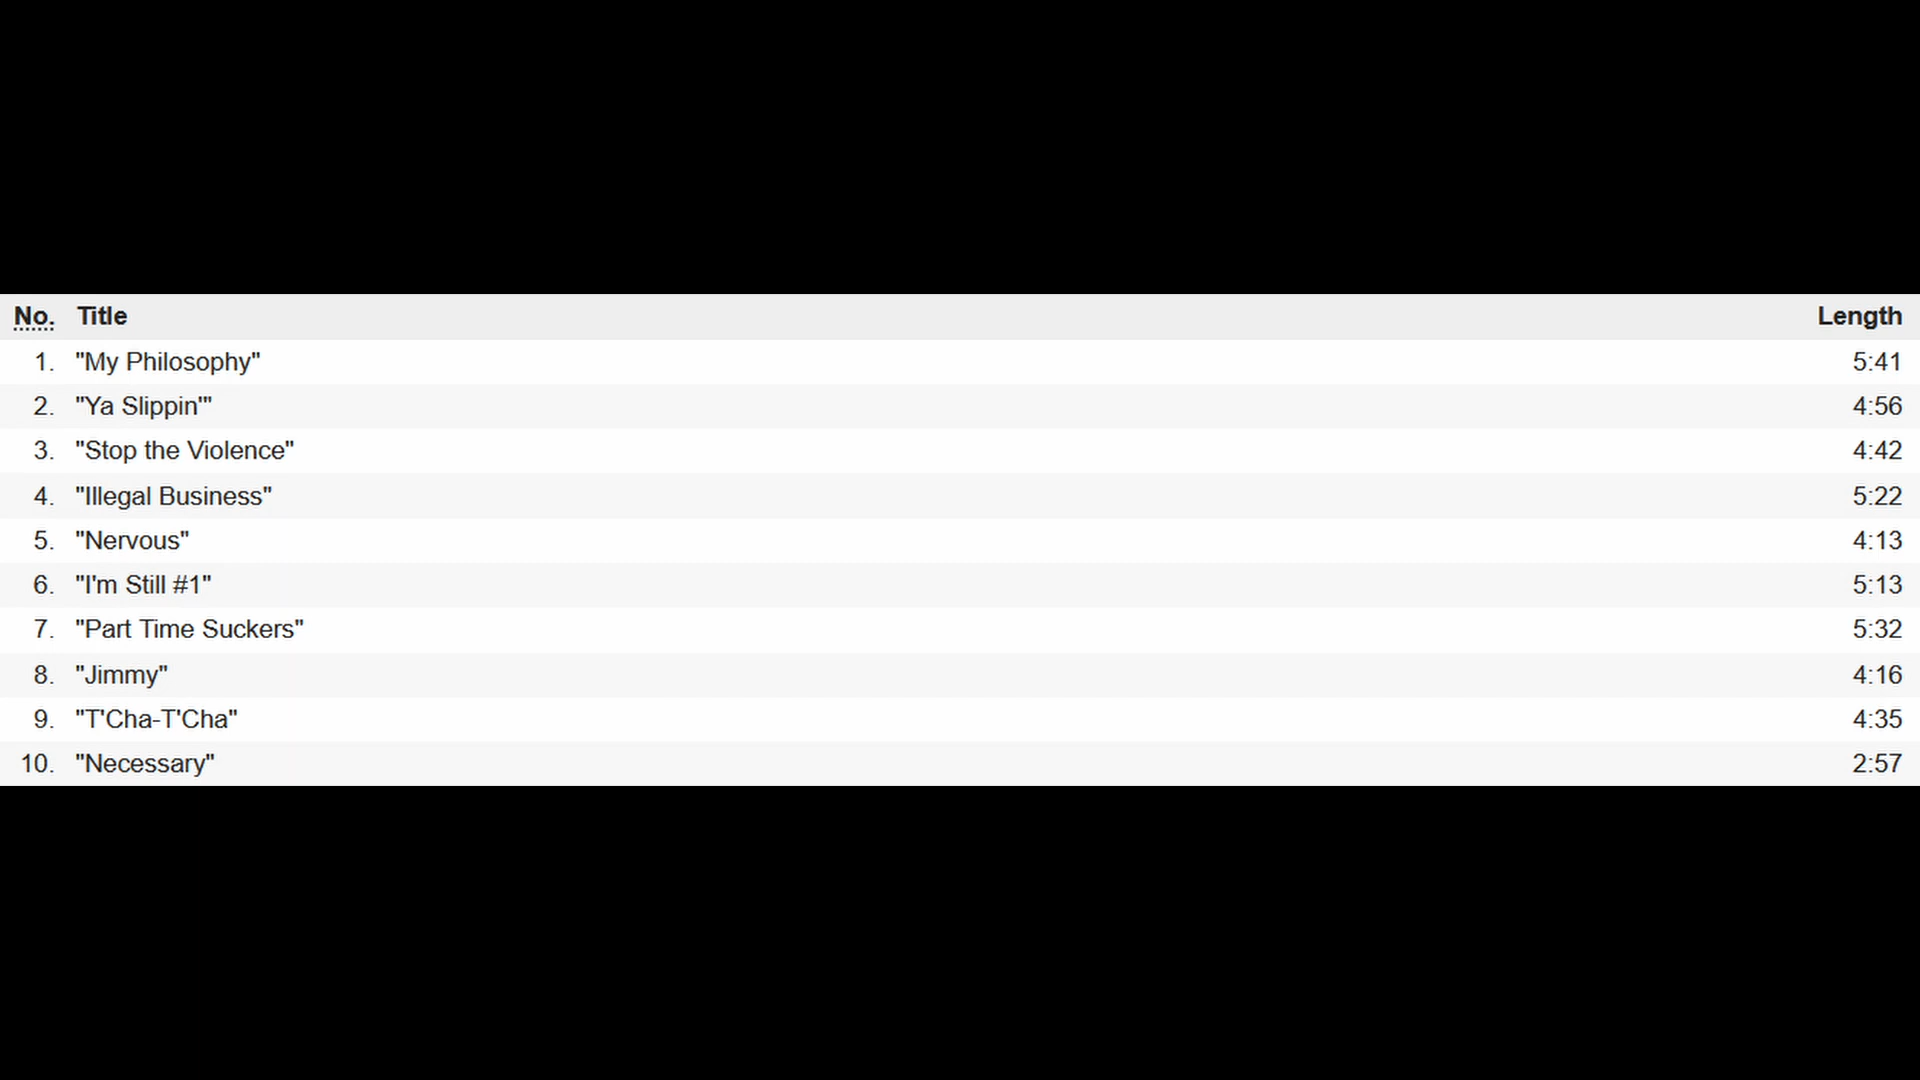 No. Title Length
1. "My Philosophy" 5:41
2. "Ya Slippin'" 4:56
3. "Stop the Violence" 4:42
4. "Illegal Business" 5:22
5. "Nervous" 4:13
6. "I'm Still #1" 5:13
7. "Part Time Suckers" 5:32
8. "Jimmy" 4:16
9. "T'Cha-T'Cha" 4:35
10. "Necessary" 2:57